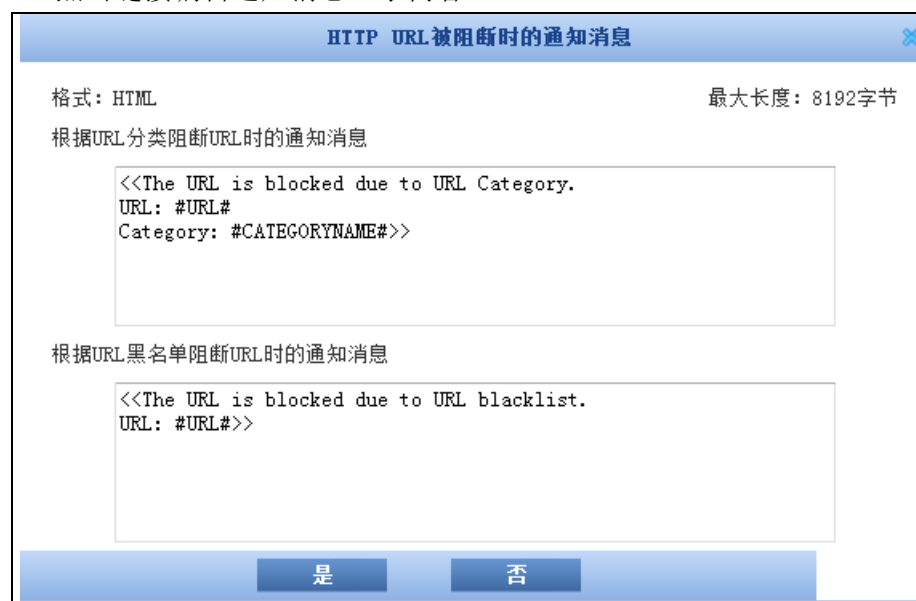 HTTP URL被阻断时的通知消息
格式：HTML 最大长度：8192字节
根据URL分类阻断URL时的通知消息
<<The URL is blocked due to URL Category.
URL: #URL#
Category: #CATEGORYNAME#>>
根据URL黑名单阻断URL时的通知消息
<<The URL is blocked due to URL blacklist.
URL: #URL#>>
是 否